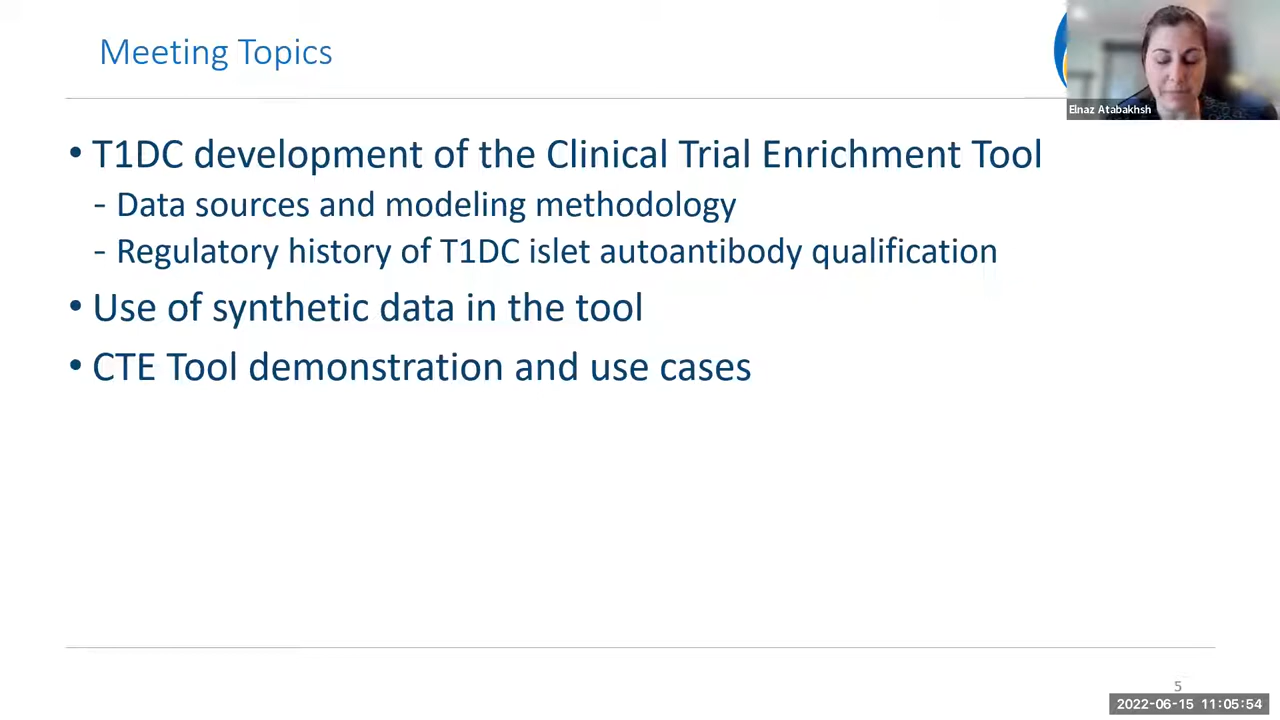 Meeting Topics
Elnaz Atabakhsh
• T1DC development of the Clinical Trial Enrichment Tool
- Data sources and modeling methodology
- Regulatory history of T1DC islet autoantibody qualification
• Use of synthetic data in the tool
• CTE Tool demonstration and use cases
5
2022-06-15 11:05:54